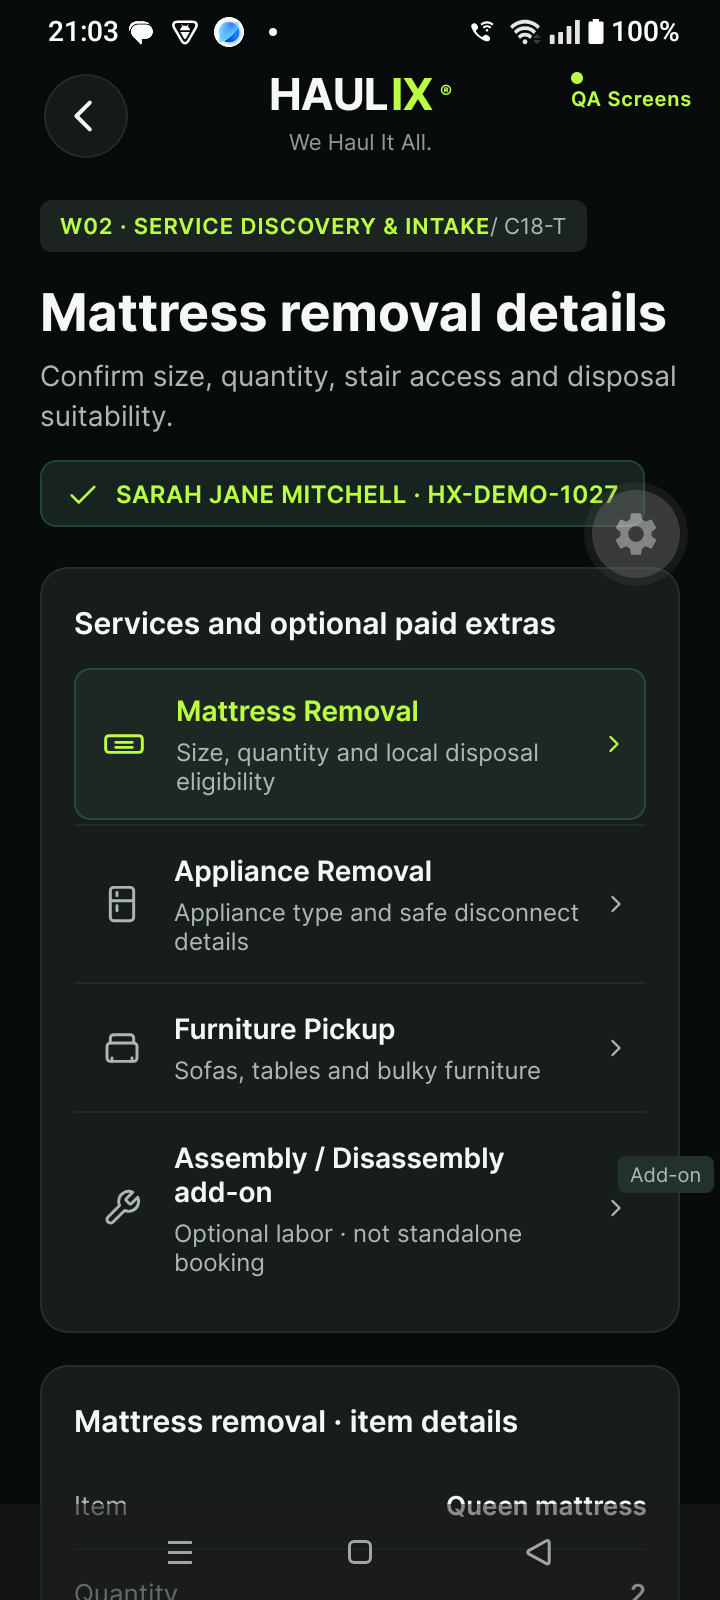 21:03
100%
HAULIX ®
QA Screens
We Haul It All.
W02 · SERVICE DISCOVERY & INTAKE/ C18-T
Mattress removal details
Confirm size, quantity, stair access and disposal
suitability.
SARAH JANE MITCHELL · HX-DEMO-1027
Services and optional paid extras
Mattress Removal
Size, quantity and local disposal
eligibility
Appliance Removal
Appliance type and safe disconnect
details
Furniture Pickup
Sofas, tables and bulky furniture
Assembly / Disassembly
add-on
Add-on
Optional labor · not standalone
booking
Mattress removal · item details
Item Queen mattress
Quantity 2